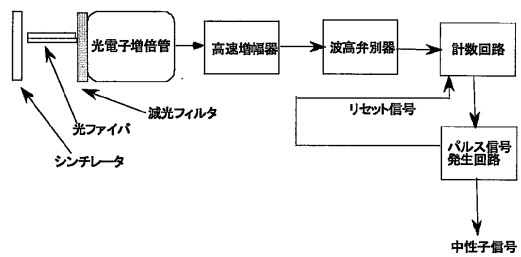 光電子増倍管
高速増幅器
波高弁別器
計数回路
減光フィルタ
リセット信号
光ファイバ
パルス信号
発生回路
シンチレータ
中性子信号